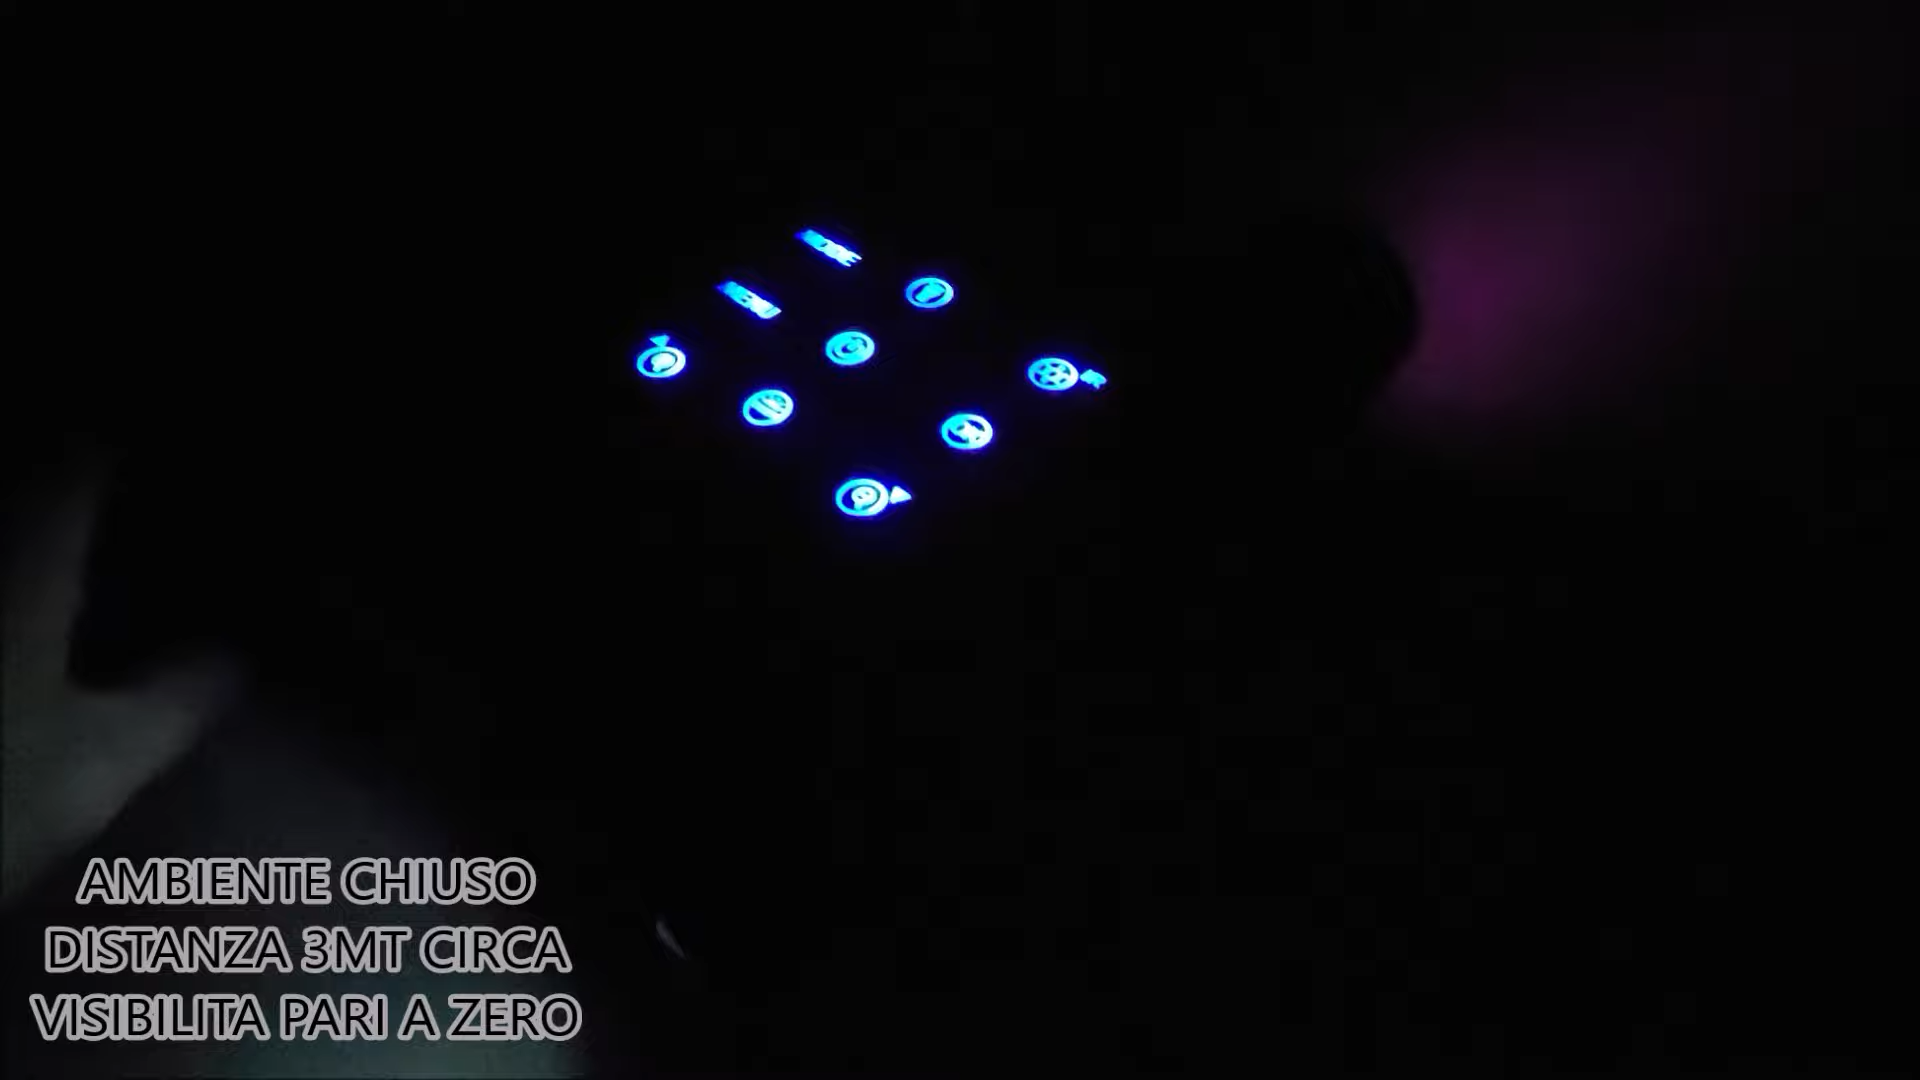 AMBIENTE CHIUSO
DISTANZA 3MT CIRCA
VISIBILITA PARI A ZERO